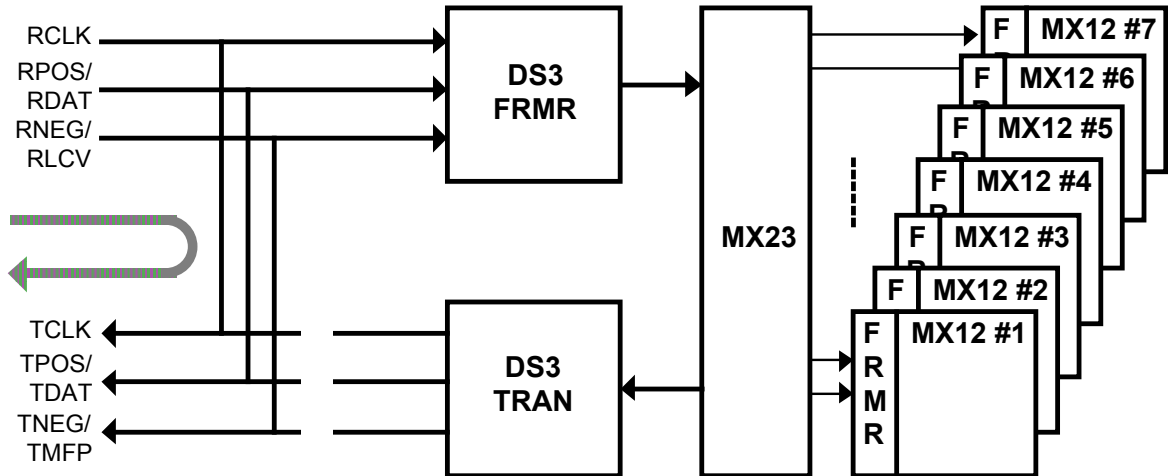 RCLK
RPOS/
RDAT
RNEG/
RLCV
DS3
FRMR
MX23
F MX12 #7
F MX12 #6
F MX12 #5
F MX12 #4
F MX12 #3
F MX12 #2
F MX12 #1
R
M
R
TCLK
TPOS/
TDAT
TNEG/
TMFP
DS3
TRAN